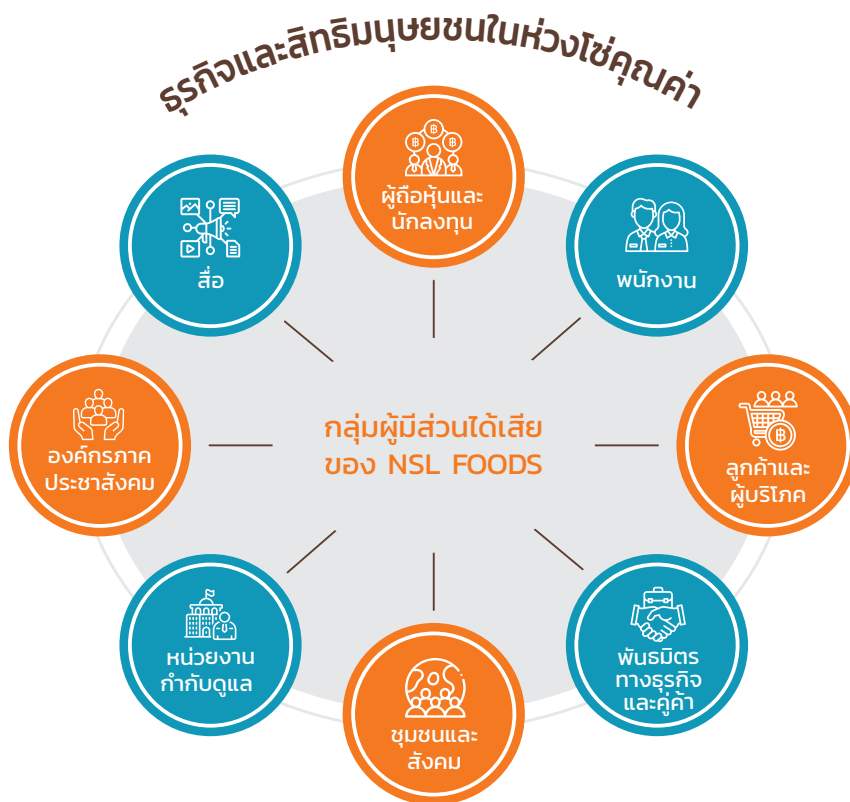 ธุรกิจและสิทธิมนุษยชนในห่วงโซ่คุณค่า
ผู้ถือหุ้นและ
นักลงทุน
พนักงาน
ลูกค้าและ
ผู้บริโภค
พันธมิตร
ทางธุรกิจ
และคู่ค้า
ชุมชนและ
สังคม
หน่วยงาน
กำกับดูแล
องค์กรภาค
ประชาสังคม
สื่อ
กลุ่มผู้มีส่วนได้เสีย
ของ NSL FOODS